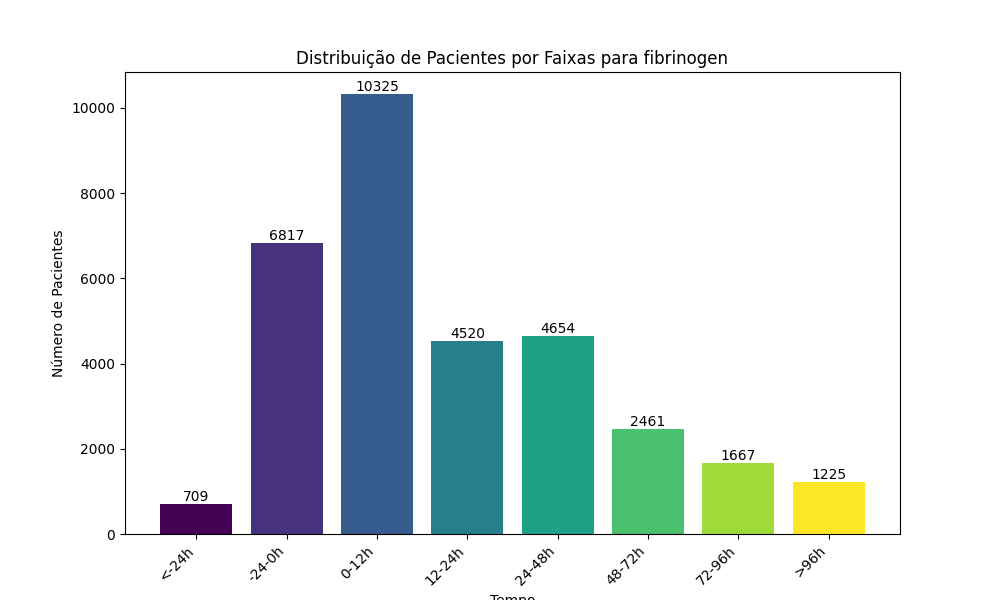 Distribuição de Pacientes por Faixas para fibrinogen
Número de Pacientes
10000
8000
6000
4000
2000
0
709
6817
10325
4520
4654
2461
1667
1225
<-24h
-24-0h
0-12h
12-24h
24-48h
48-72h
72-96h
>96h
Tempo